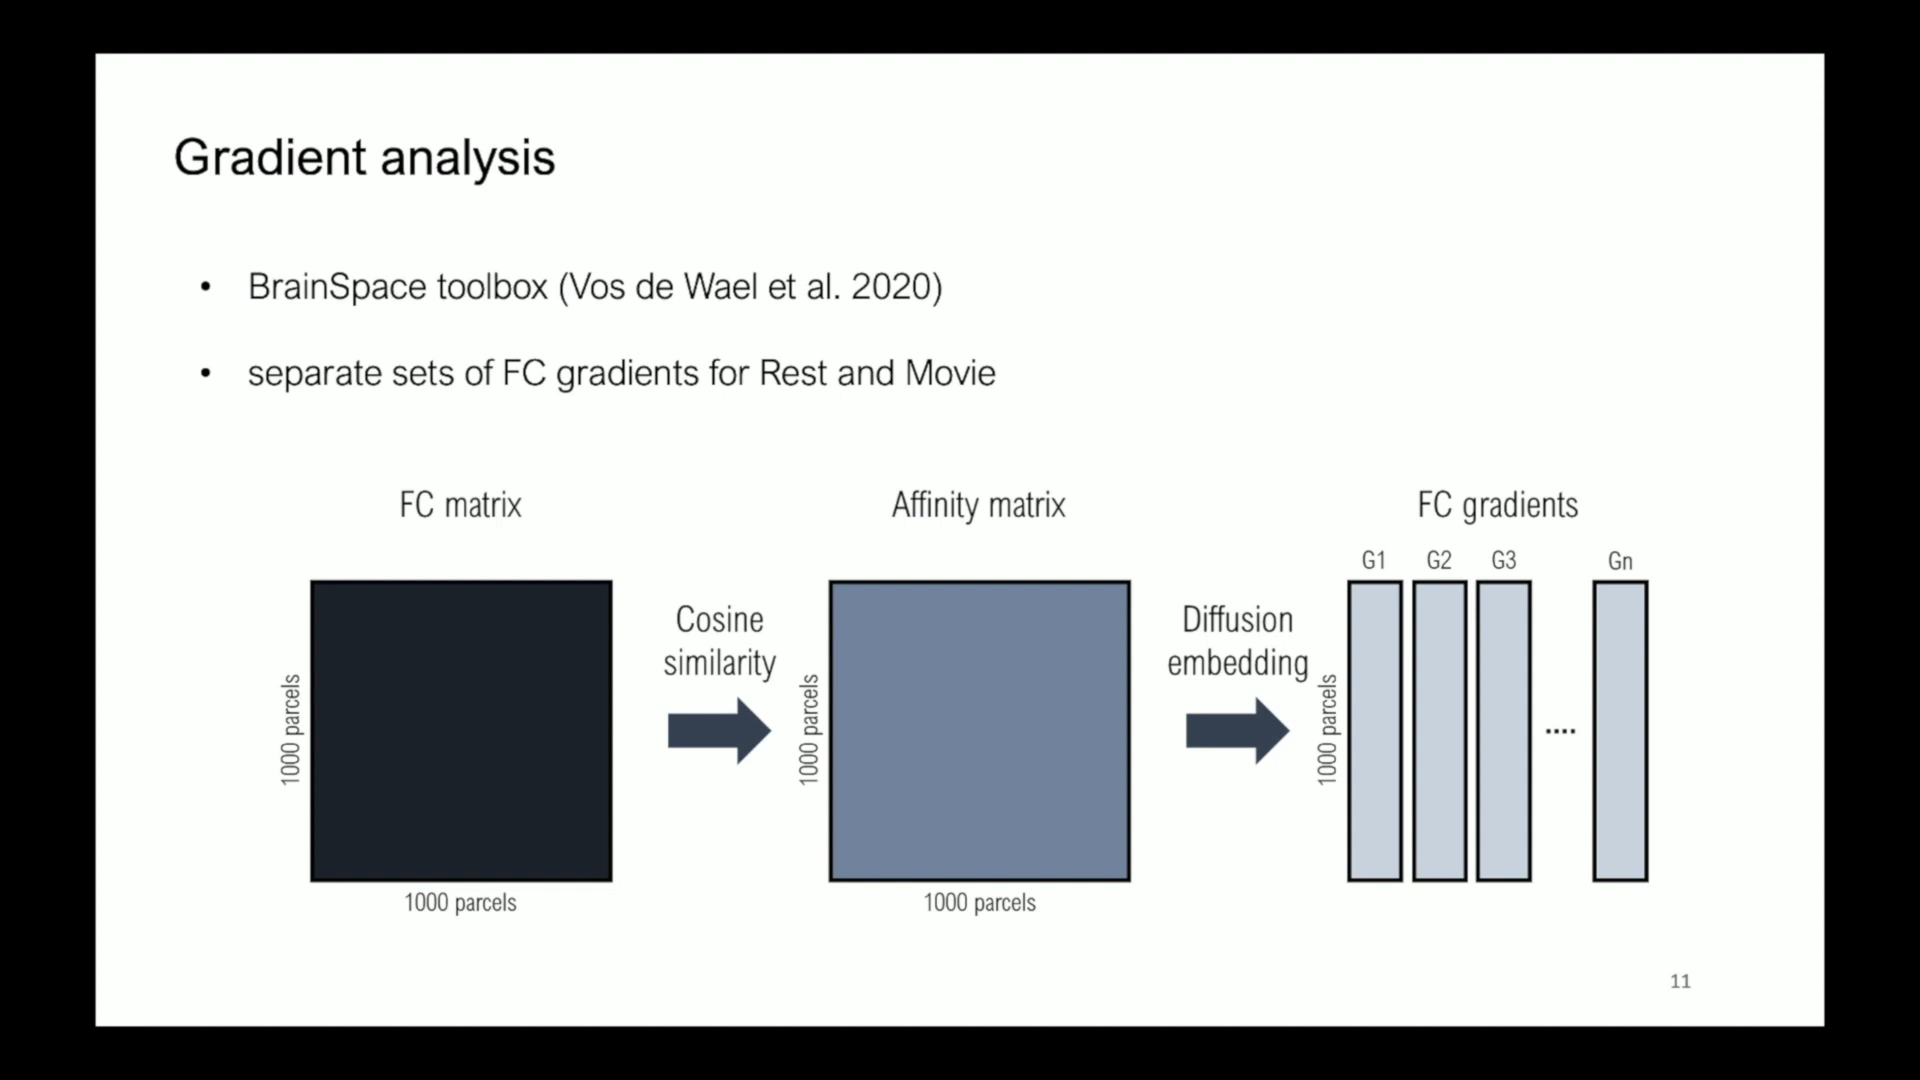 Gradient analysis
• BrainSpace toolbox (Vos de Wael et al. 2020)
• separate sets of FC gradients for Rest and Movie
FC matrix
1000 parcels
1000 parcels
Cosine
similarity
Affinity matrix
1000 parcels
1000 parcels
Diffusion
embedding
FC gradients
G1 G2 G3 .... Gn
1000 parcels
11